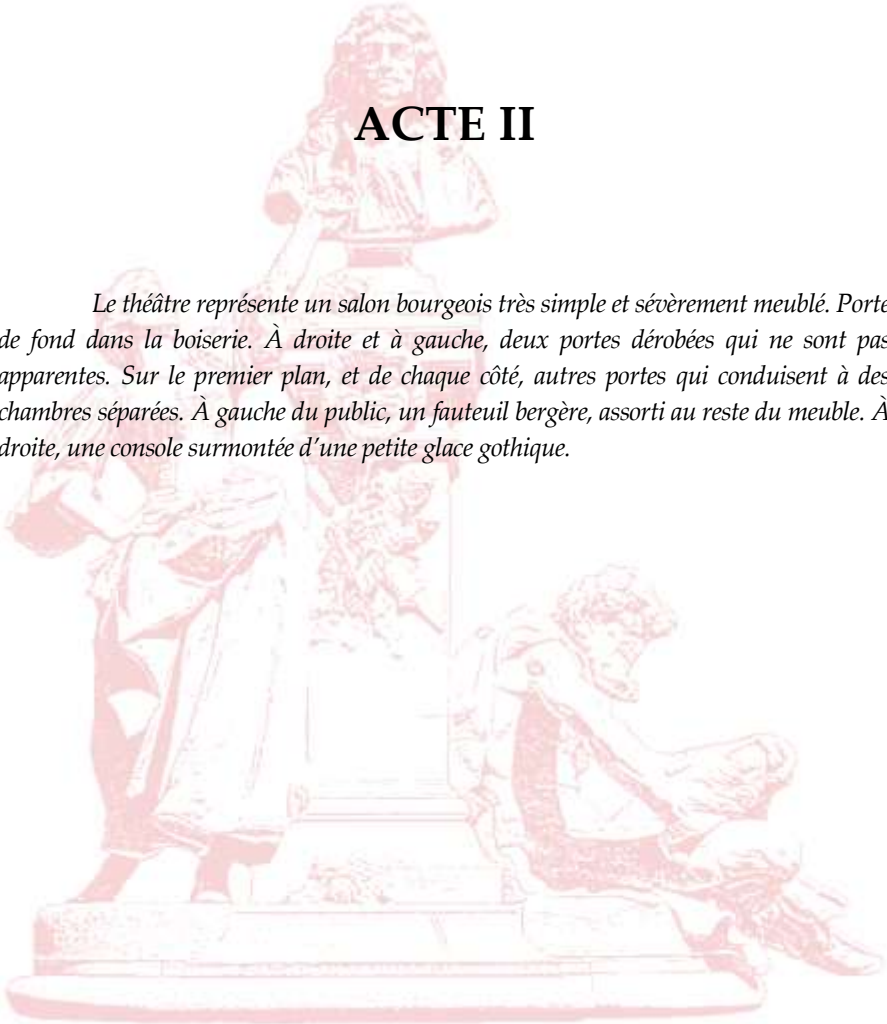 ACTE II
Le théâtre représente un salon bourgeois très simple et sévèrement meublé. Porte
de fond dans la boiserie. À droite et à gauche, deux portes dérobées qui ne sont pas
apparentes. Sur le premier plan, et de chaque côté, autres portes qui conduisent à des
chambres séparées. À gauche du public, un fauteuil bergère, assorti au reste du meuble. À
droite, une console surmontée d’une petite glace gothique.